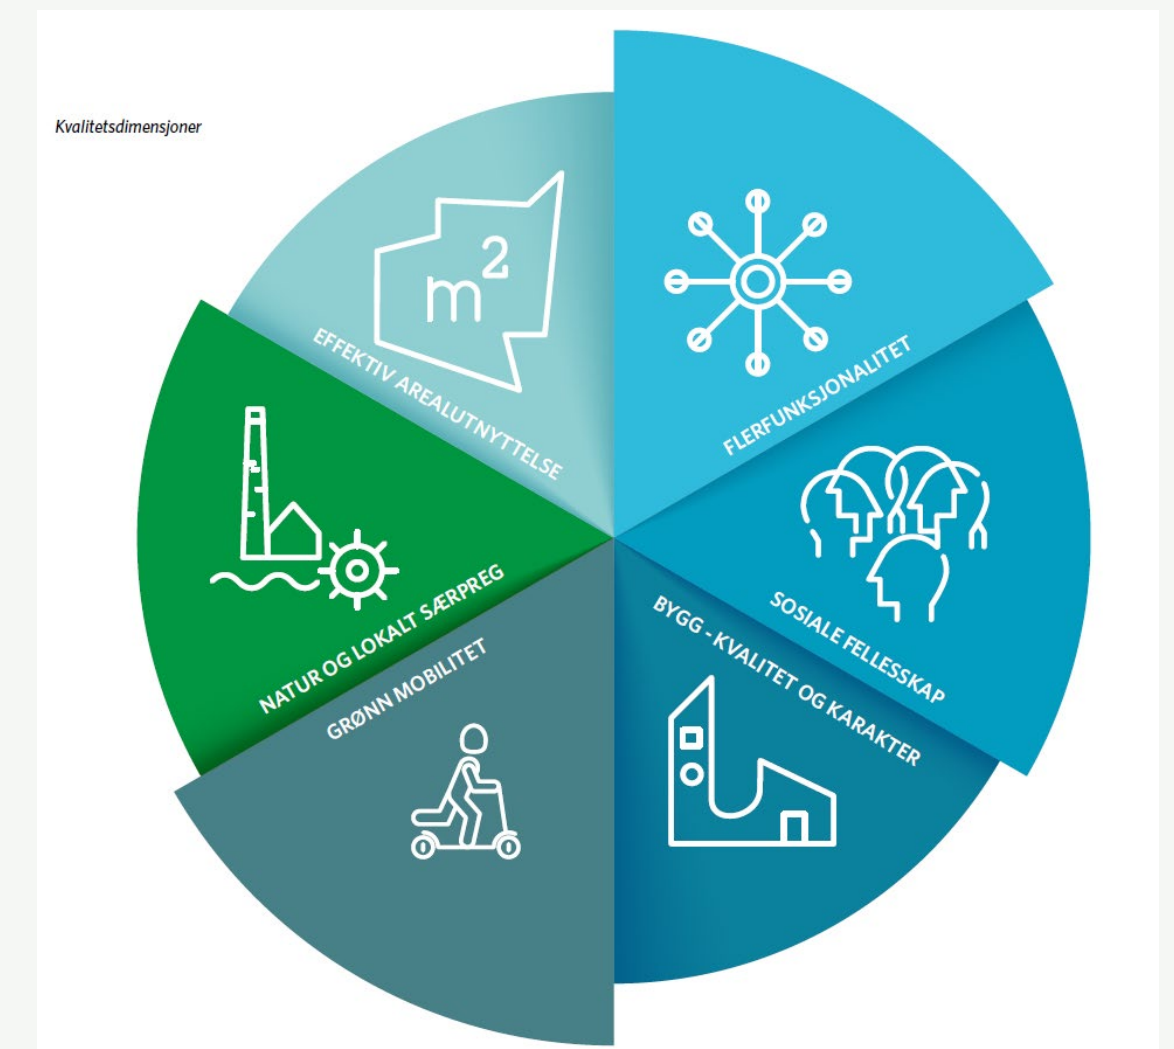 Kvalitetsdimensjoner
m²
EFFEKTIV AREALUTNYTTELSE
FLERFUNKSJONALITET
SOSIALE FELLESSKAP
BYGG - KVALITET OG KARAKTER
GRØNN MOBILITET
NATUR OG LOKALT SÆRPREG